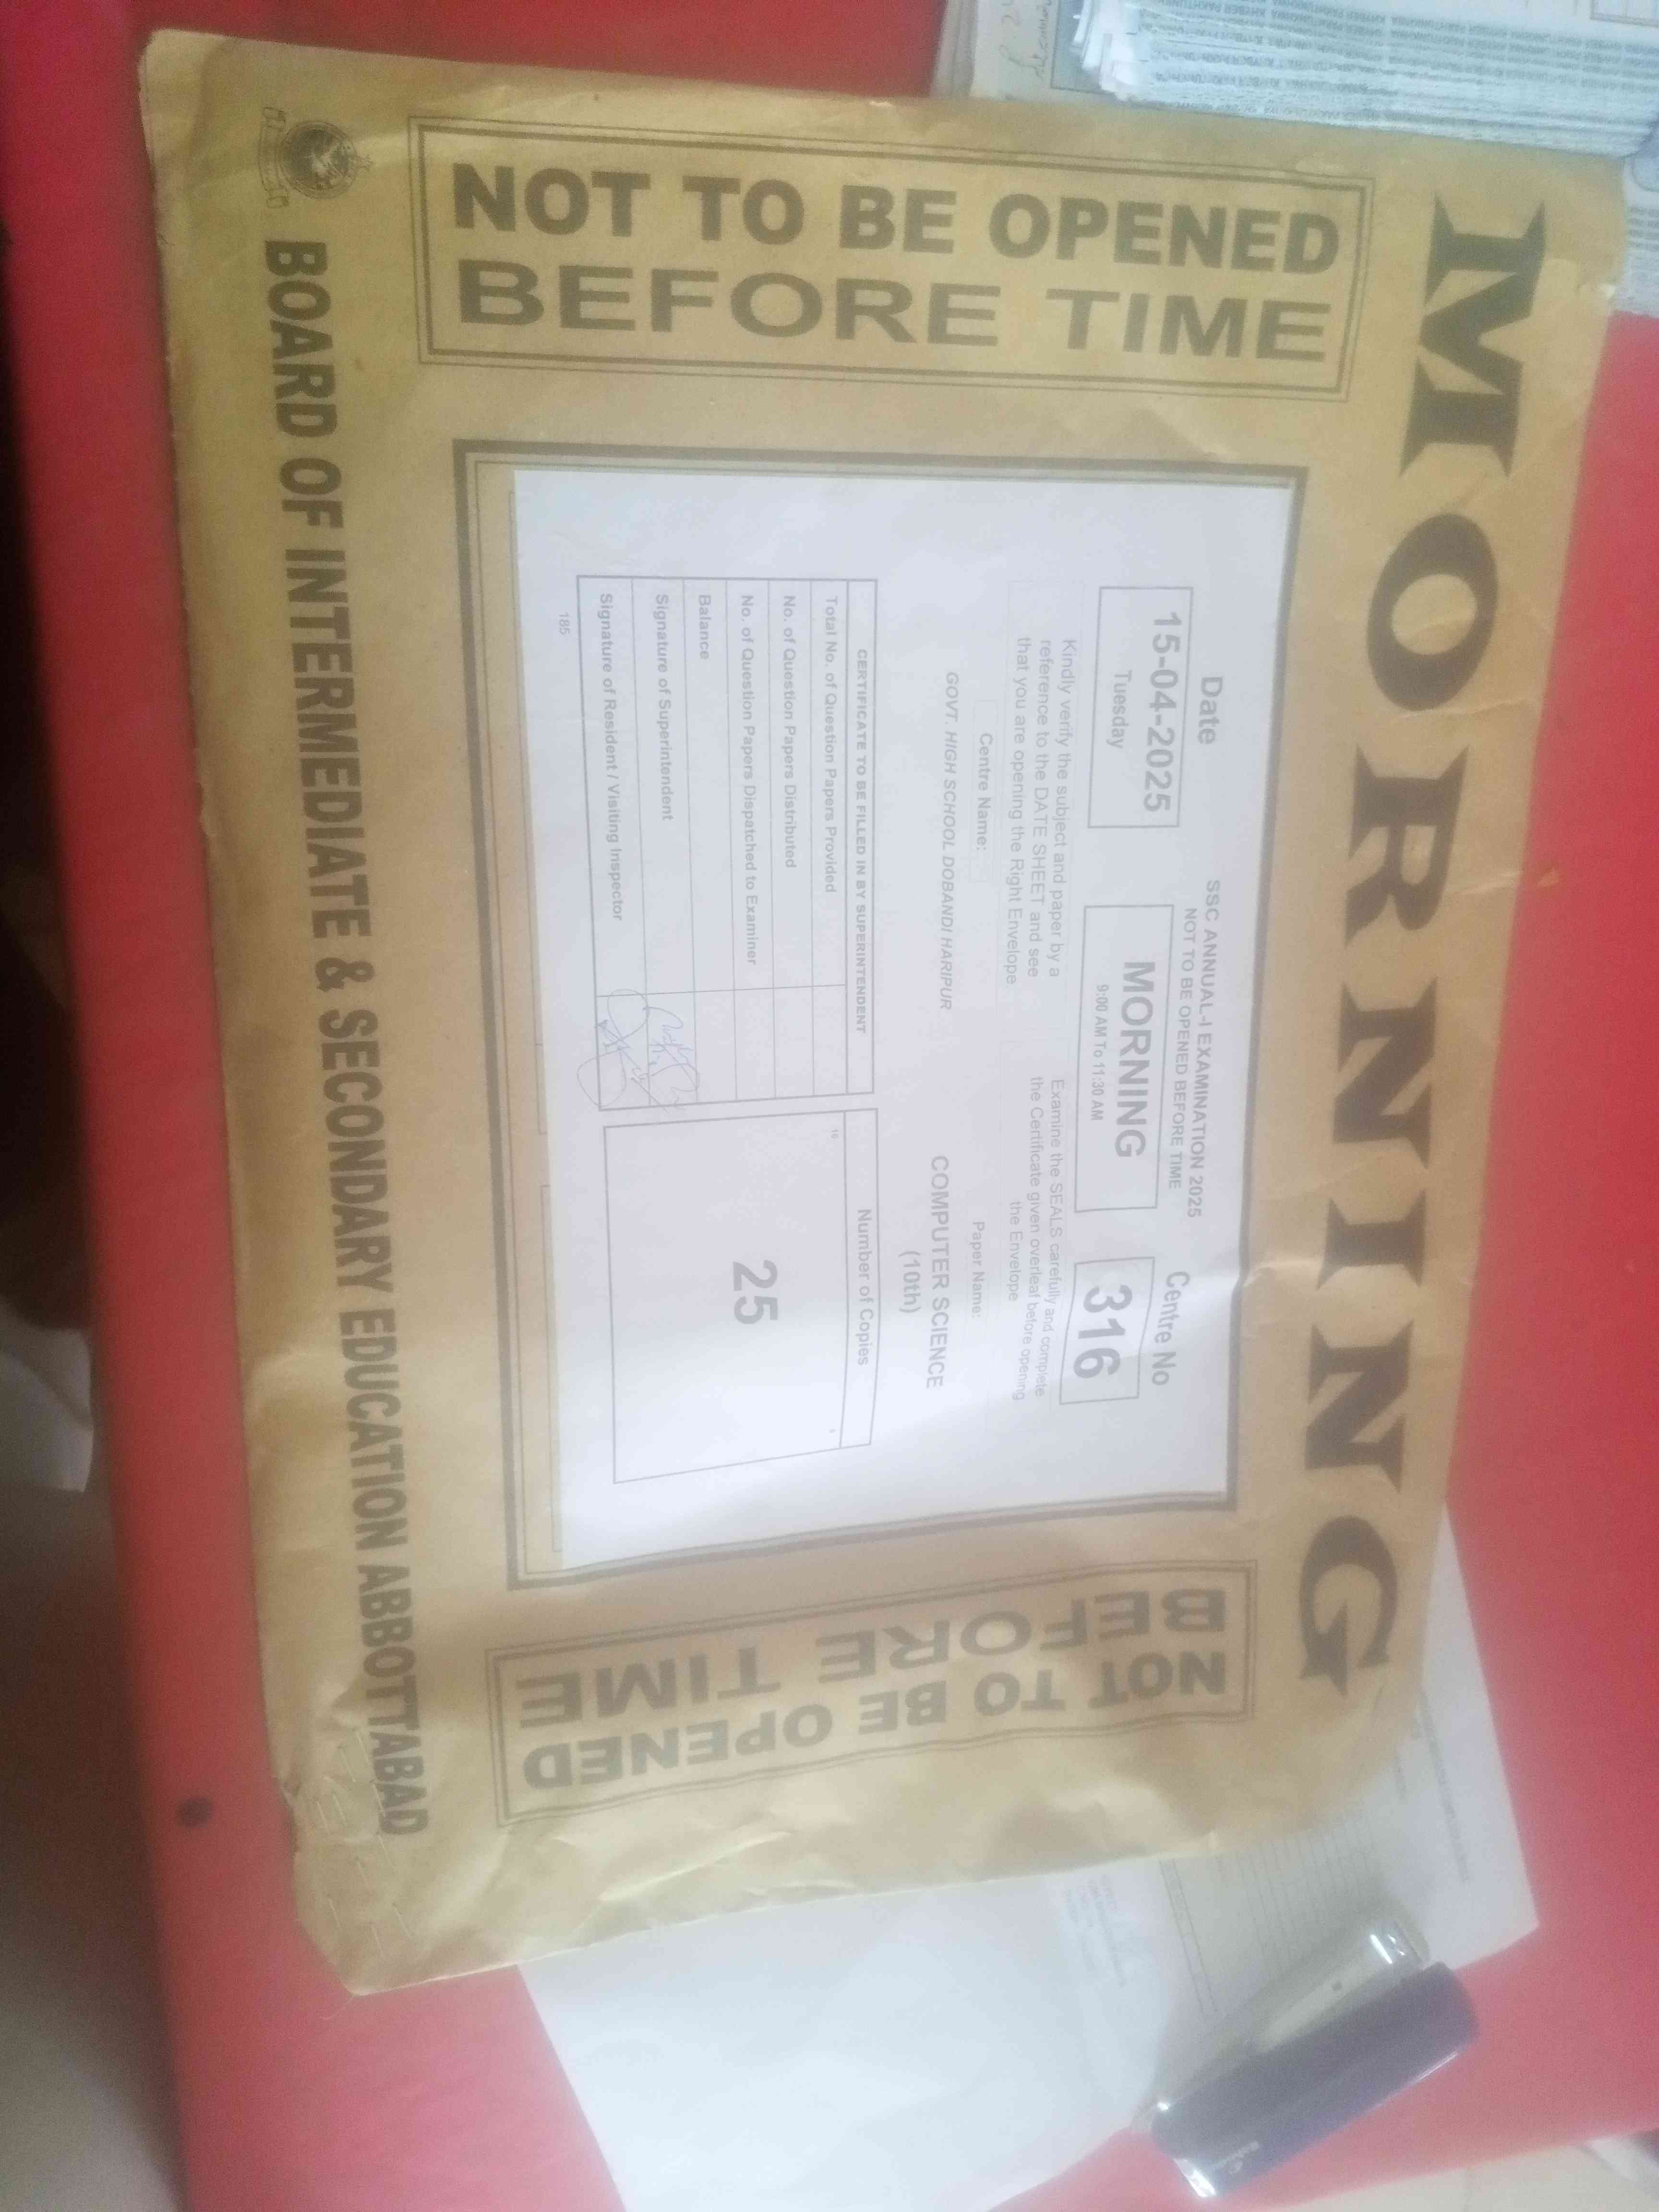 MORNING
NOT TO BE OPENED
BEFORE TIME
SSC ANNUAL-I EXAMINATION 2025
NOT TO BE OPENED BEFORE TIME
Date
15-04-2025
Tuesday
MORNING
9:00 AM To 11:30 AM
Centre No
316
Kindly verify the subject and paper by a
reference to the DATE SHEET and see
that you are opening the Right Envelope.
Examine the SEALS carefully and complete
the Certificate given overleaf before opening
the Envelope
Centre Name:
GOVT. HIGH SCHOOL DOBANDI HARIPUR
Paper Name:
COMPUTER SCIENCE
(10th)
CERTIFICATE TO BE FILLED IN BY SUPERINTENDENT
Total No. of Question Papers Provided
No. of Question Papers Distributed
No. of Question Papers Dispatched to Examiner
Balance
Signature of Superintendent
Signature of Resident / Visiting Inspector
185
Number of Copies
25
NOT TO BE OPENED
BEFORE TIME
BOARD OF INTERMEDIATE & SECONDARY EDUCATION ABBOTTABAD